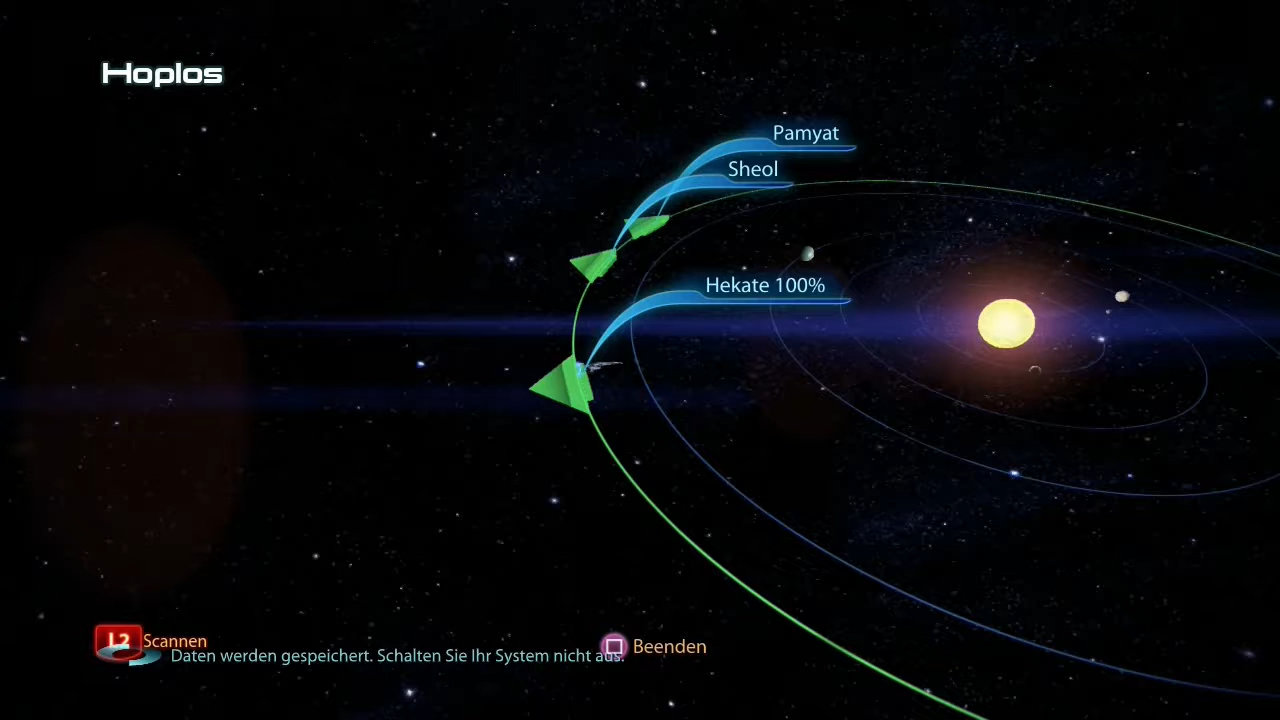 Hoplos
Pamyat
Sheol
Hekate 100%
L2 Scannen
Daten werden gespeichert. Schalten Sie Ihr System nicht aus.
Beenden